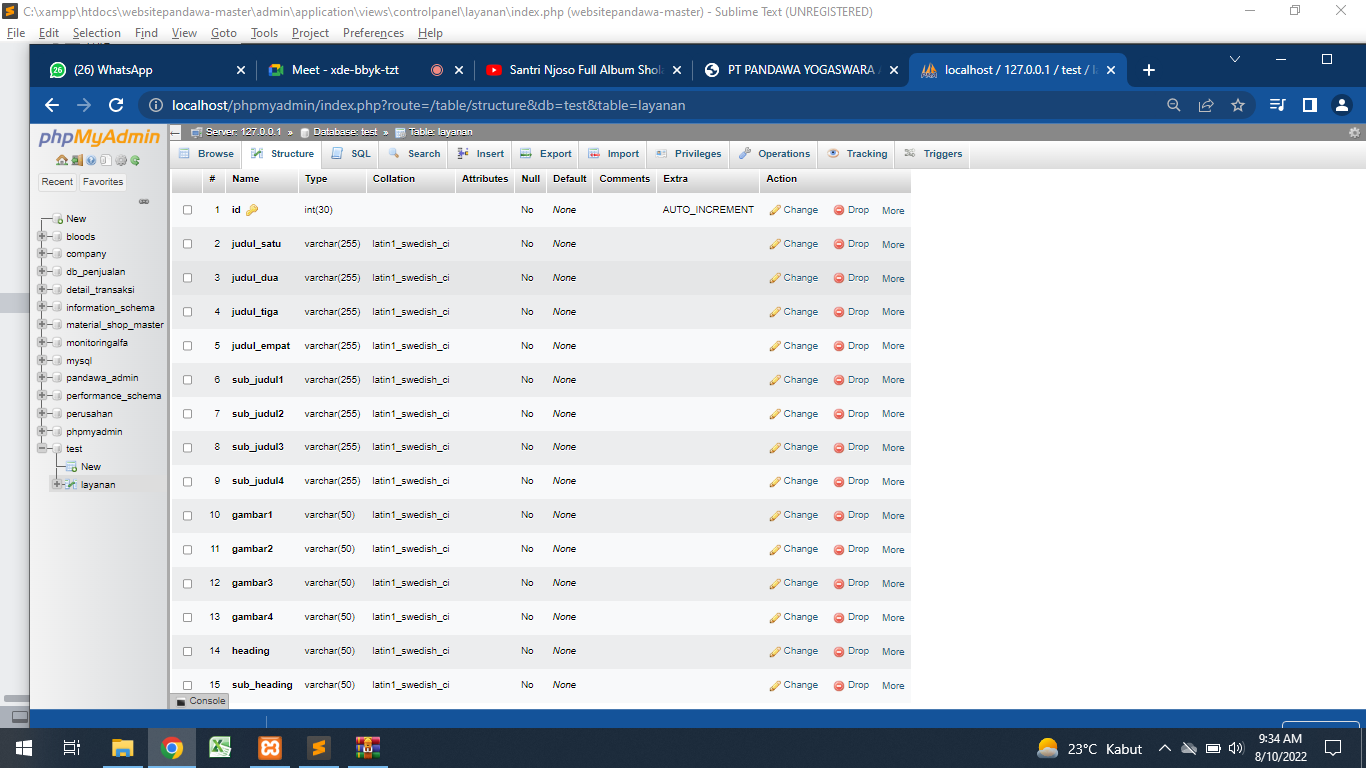 C:\xampp\htdocs\websitepandawa-master\admin\application\views\controlpanel\layanan\index.php (websitepandawa-master) - Sublime Text (UNREGISTERED)
File Edit Selection Find View Goto Tools Project Preferences Help
(26) WhatsApp Meet - xde-bbyk-tzt Santri Njoso Full Album Shola PT PANDAWA YOGASWARA localhost / 127.0.0.1 / test / l
localhost/phpmyadmin/index.php?route=/table/structure&db=test&table=layanan
phpMyAdmin
Recent Favorites
New
bloods
company
db_penjualan
detail_transaksi
information_schema
material_shop_master
monitoringalfa
mysql
pandawa_admin
performance_schema
perusahan
phpmyadmin
test
New
layanan
Server: 127.0.0.1 » Database: test » Table: layanan
Browse Structure SQL Search Insert Export Import Privileges Operations Tracking Triggers
# Name Type Collation Attributes Null Default Comments Extra Action
1 id int(30) No None AUTO_INCREMENT Change Drop More
2 judul_satu varchar(255) latin1_swedish_ci No None Change Drop More
3 judul_dua varchar(255) latin1_swedish_ci No None Change Drop More
4 judul_tiga varchar(255) latin1_swedish_ci No None Change Drop More
5 judul_empat varchar(255) latin1_swedish_ci No None Change Drop More
6 sub_judul1 varchar(255) latin1_swedish_ci No None Change Drop More
7 sub_judul2 varchar(255) latin1_swedish_ci No None Change Drop More
8 sub_judul3 varchar(255) latin1_swedish_ci No None Change Drop More
9 sub_judul4 varchar(255) latin1_swedish_ci No None Change Drop More
10 gambar1 varchar(50) latin1_swedish_ci No None Change Drop More
11 gambar2 varchar(50) latin1_swedish_ci No None Change Drop More
12 gambar3 varchar(50) latin1_swedish_ci No None Change Drop More
13 gambar4 varchar(50) latin1_swedish_ci No None Change Drop More
14 heading varchar(50) latin1_swedish_ci No None Change Drop More
15 sub_heading varchar(50) latin1_swedish_ci No None Change Drop More
Console
23°C Kabut
9:34 AM
8/10/2022